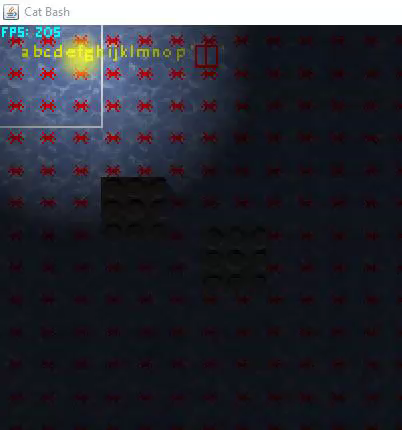 Cat Bash
FPS: 205
abcdefghijklmnop'